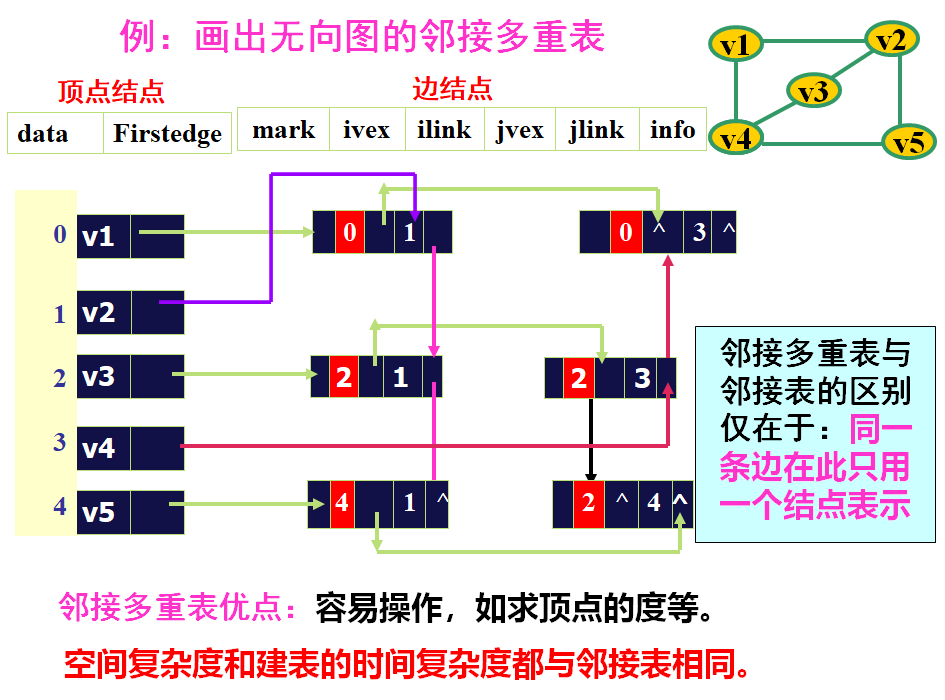 例：画出无向图的邻接多重表
v1
v2
v3
v4
v5
顶点结点
边结点
data Firstedge
mark ivex ilink jvex jlink info
0 v1
0 1
0 ^ 3 ^
1 v2
2 v3
2 1
2 3
3 v4
4 v5
4 1 ^
2 ^ 4 ^
邻接多重表与
邻接表的区别
仅在于：同一
条边在此只用
一个结点表示
邻接多重表优点：容易操作，如求顶点的度等。
空间复杂度和建表的时间复杂度都与邻接表相同。